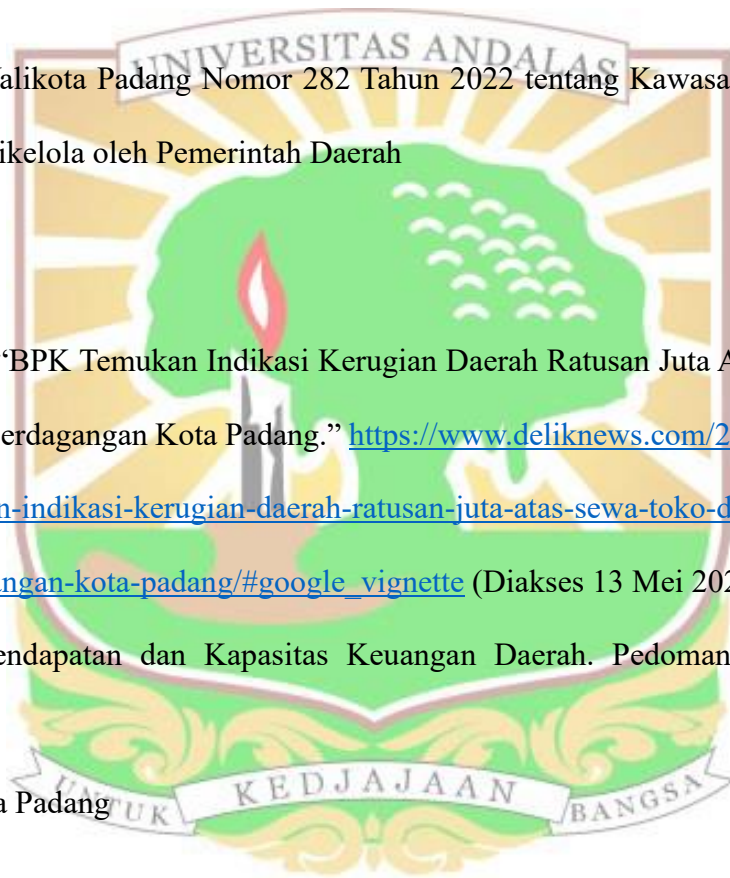 UNIVERSITAS ANDALAS
alikota Padang Nomor 282 Tahun 2022 tentang Kawasa
ikelola oleh Pemerintah Daerah
“BPK Temukan Indikasi Kerugian Daerah Ratusan Juta A
erdagangan Kota Padang.” https://www.deliknews.com/2
n-indikasi-kerugian-daerah-ratusan-juta-atas-sewa-toko-d
angan-kota-padang/#google_vignette (Diakses 13 Mei 202
endapatan dan Kapasitas Keuangan Daerah. Pedoman
a Padang
UNTUK KEDJAJAAN BANGSA